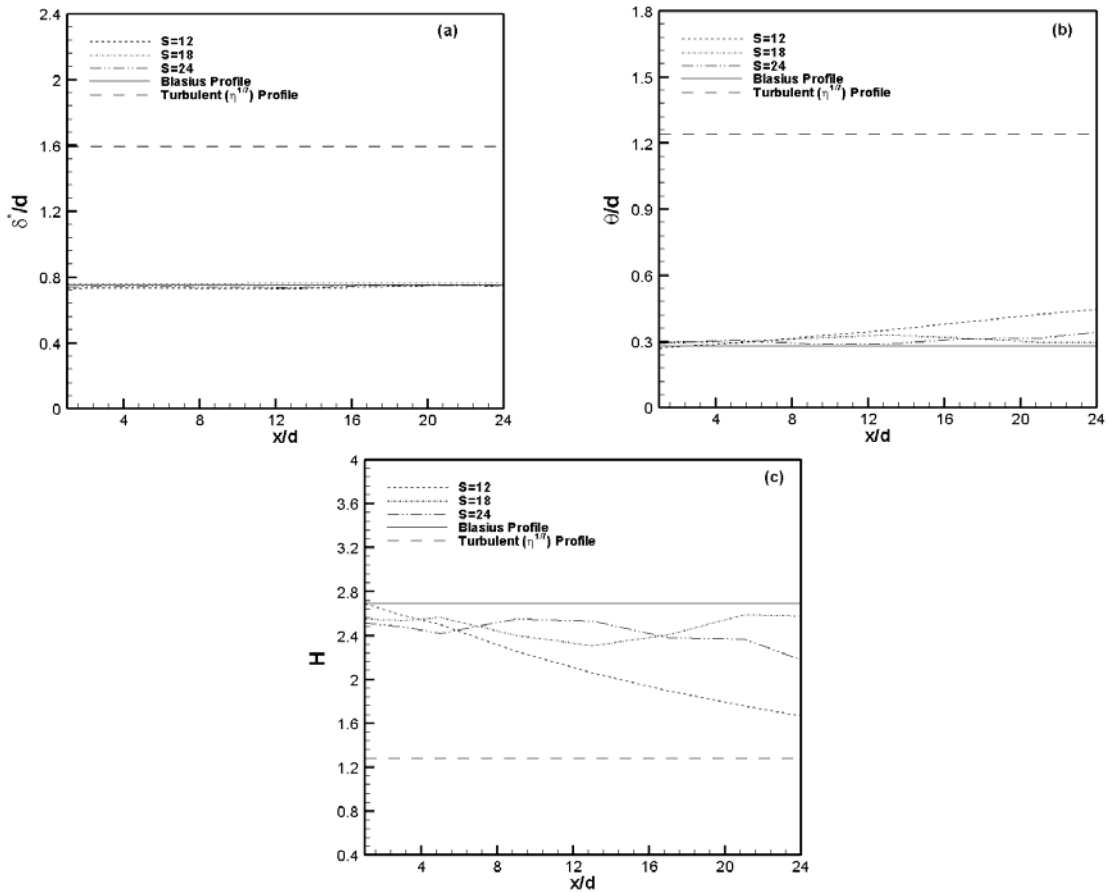 (a)
S=12
S=18
S=24
Blasius Profile
Turbulent (η^1/7) Profile
2.4
2
1.6
1.2
0.8
0.4
0
δ*/d
4 8 12 16 20 24
x/d
(b)
S=12
S=18
S=24
Blasius Profile
Turbulent (η^1/7) Profile
1.8
1.5
1.2
0.9
0.6
0.3
0
θ/d
4 8 12 16 20 24
x/d
(c)
S=12
S=18
S=24
Blasius Profile
Turbulent (η^1/7) Profile
4
3.6
3.2
2.8
2.4
2
1.6
1.2
0.8
0.4
H
4 8 12 16 20 24
x/d